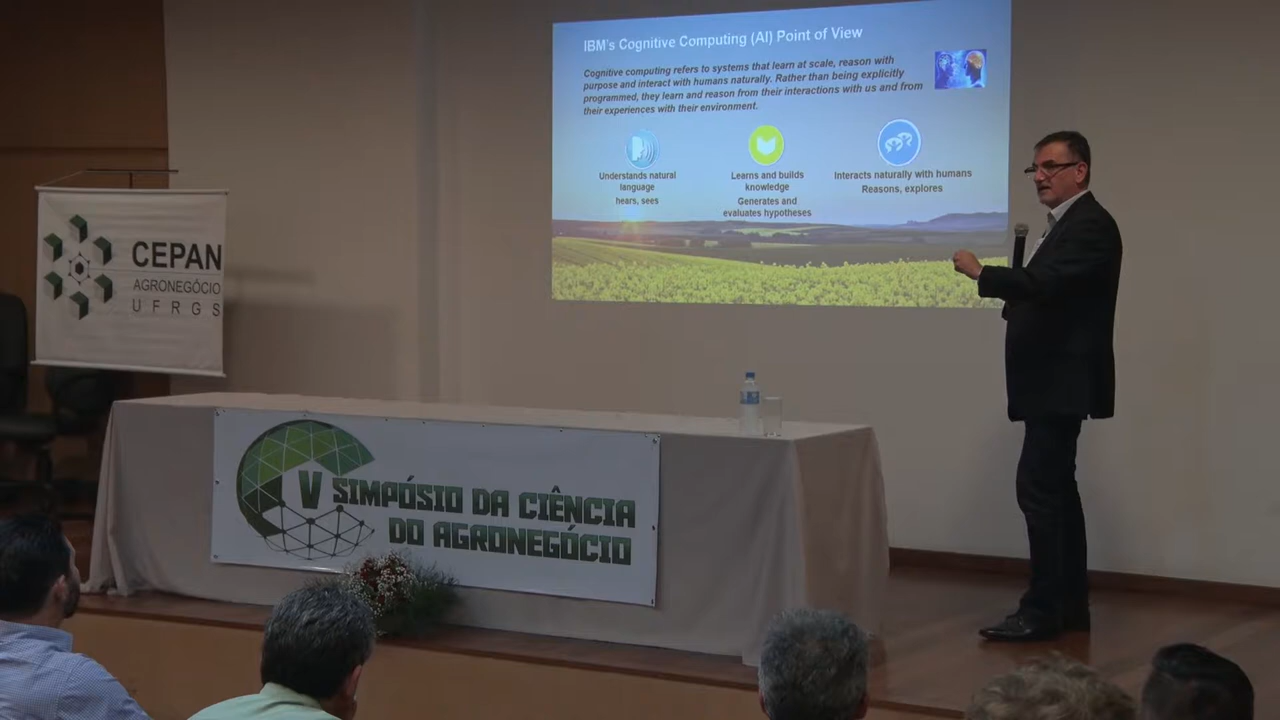 IBM's Cognitive Computing (AI) Point of View
Cognitive computing refers to systems that learn at scale, reason with
purpose and interact with humans naturally. Rather than being explicitly
programmed, they learn and reason from their interactions with us and from
their experiences with their environment.
Understands natural
language
hears, sees
Learns and builds
knowledge
Generates and
evaluates hypotheses
Interacts naturally with humans
Reasons, explores
CEPAN
AGRONEGÓCIO
UFRGS
V SIMPÓSIO DA CIÊNCIA
DO AGRONEGÓCIO